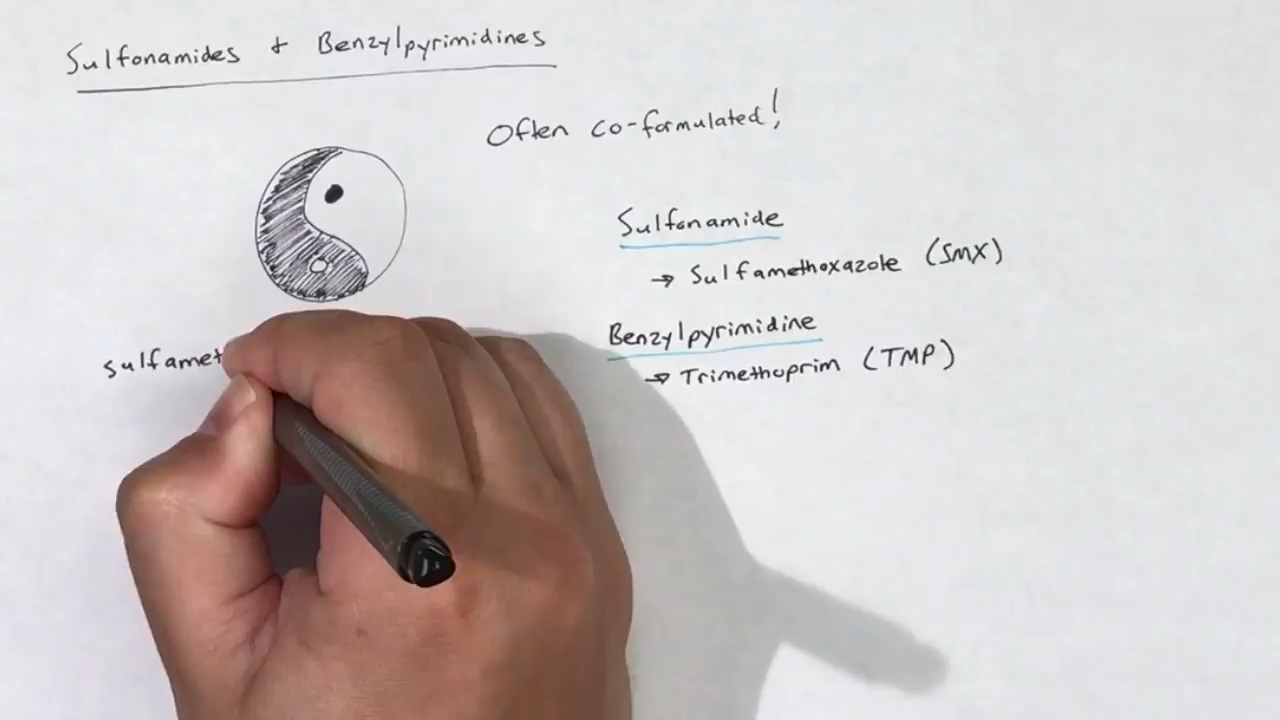 Sulfonamides + Benzylpyrimidines
Often co-formulated!
Sulfonamide
→ Sulfamethoxazole (SMX)
Benzylpyrimidine
→ Trimethoprim (TMP)
sulfamet